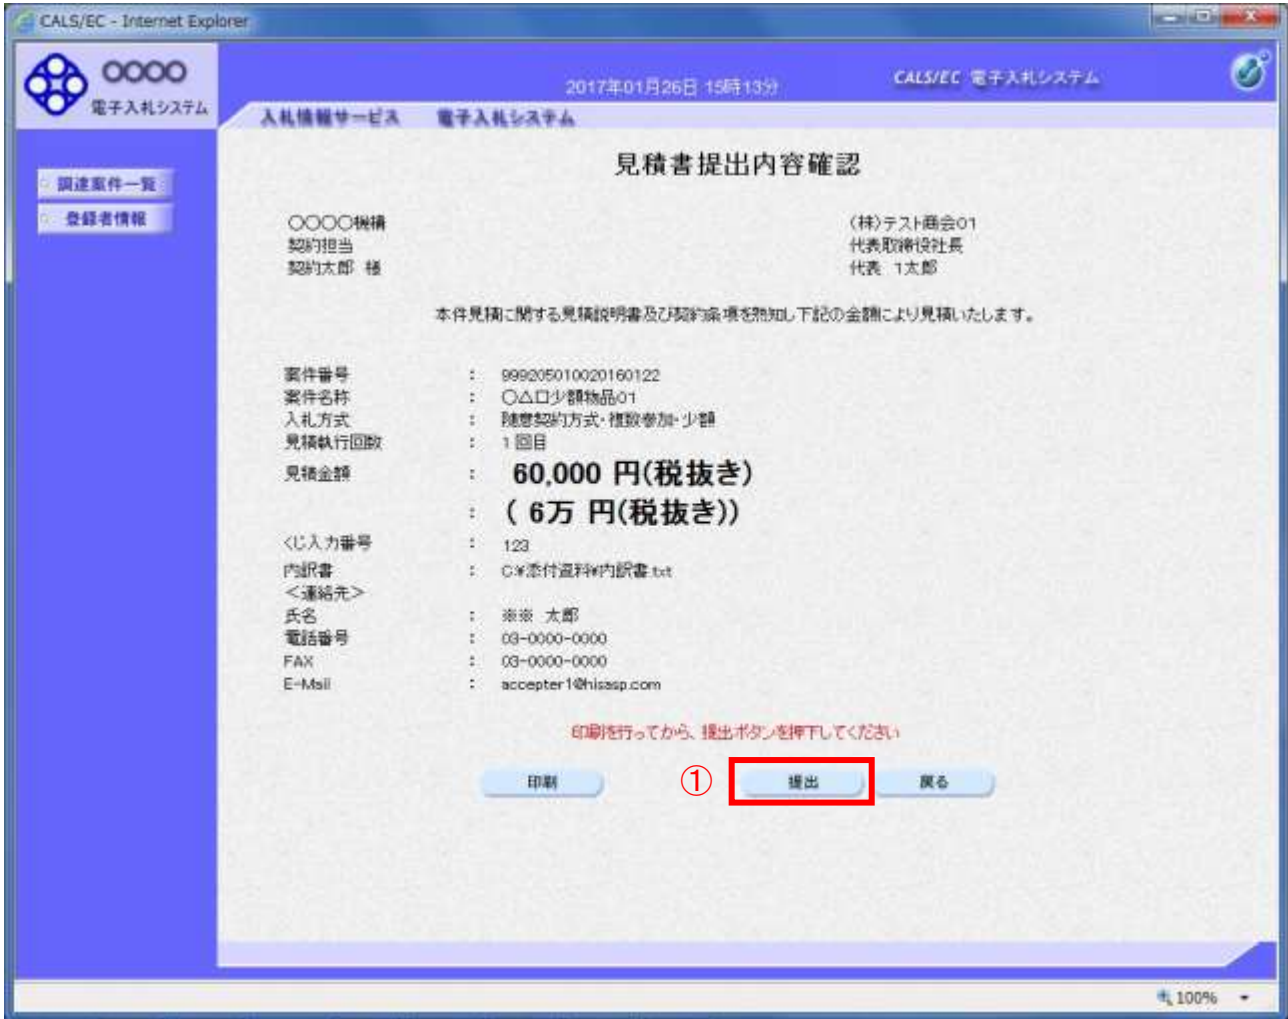 CALS/EC - Internet Explorer
○○○○
電子入札システム
2017年01月26日 15時13分
CALS/EC 電子入札システム
入札情報サービス 電子入札システム
調達案件一覧
登録者情報
見積書提出内容確認
○○○○機構
契約担当
契約太郎 様
(株)テスト商会01
代表取締役社長
代表 1太郎
本件見積に関する見積説明書及び契約条項を熟知し下記の金額により見積いたします。
案件番号 : 999205010020160122
案件名称 : ○△口少額物品01
入札方式 : 随意契約方式・複数参加・少額
見積執行回数 : 1回目
見積金額 : 60,000 円(税抜き)
: ( 6万 円(税抜き))
くじ入力番号 : 123
内訳書 : C:¥添付資料¥内訳書.txt
<連絡先>
氏名 : ※※ 太郎
電話番号 : 03-0000-0000
FAX : 03-0000-0000
E-Mail : accepter1@hisasp.com
印刷を行ってから、提出ボタンを押下してください
印刷 ① 提出 戻る
100%